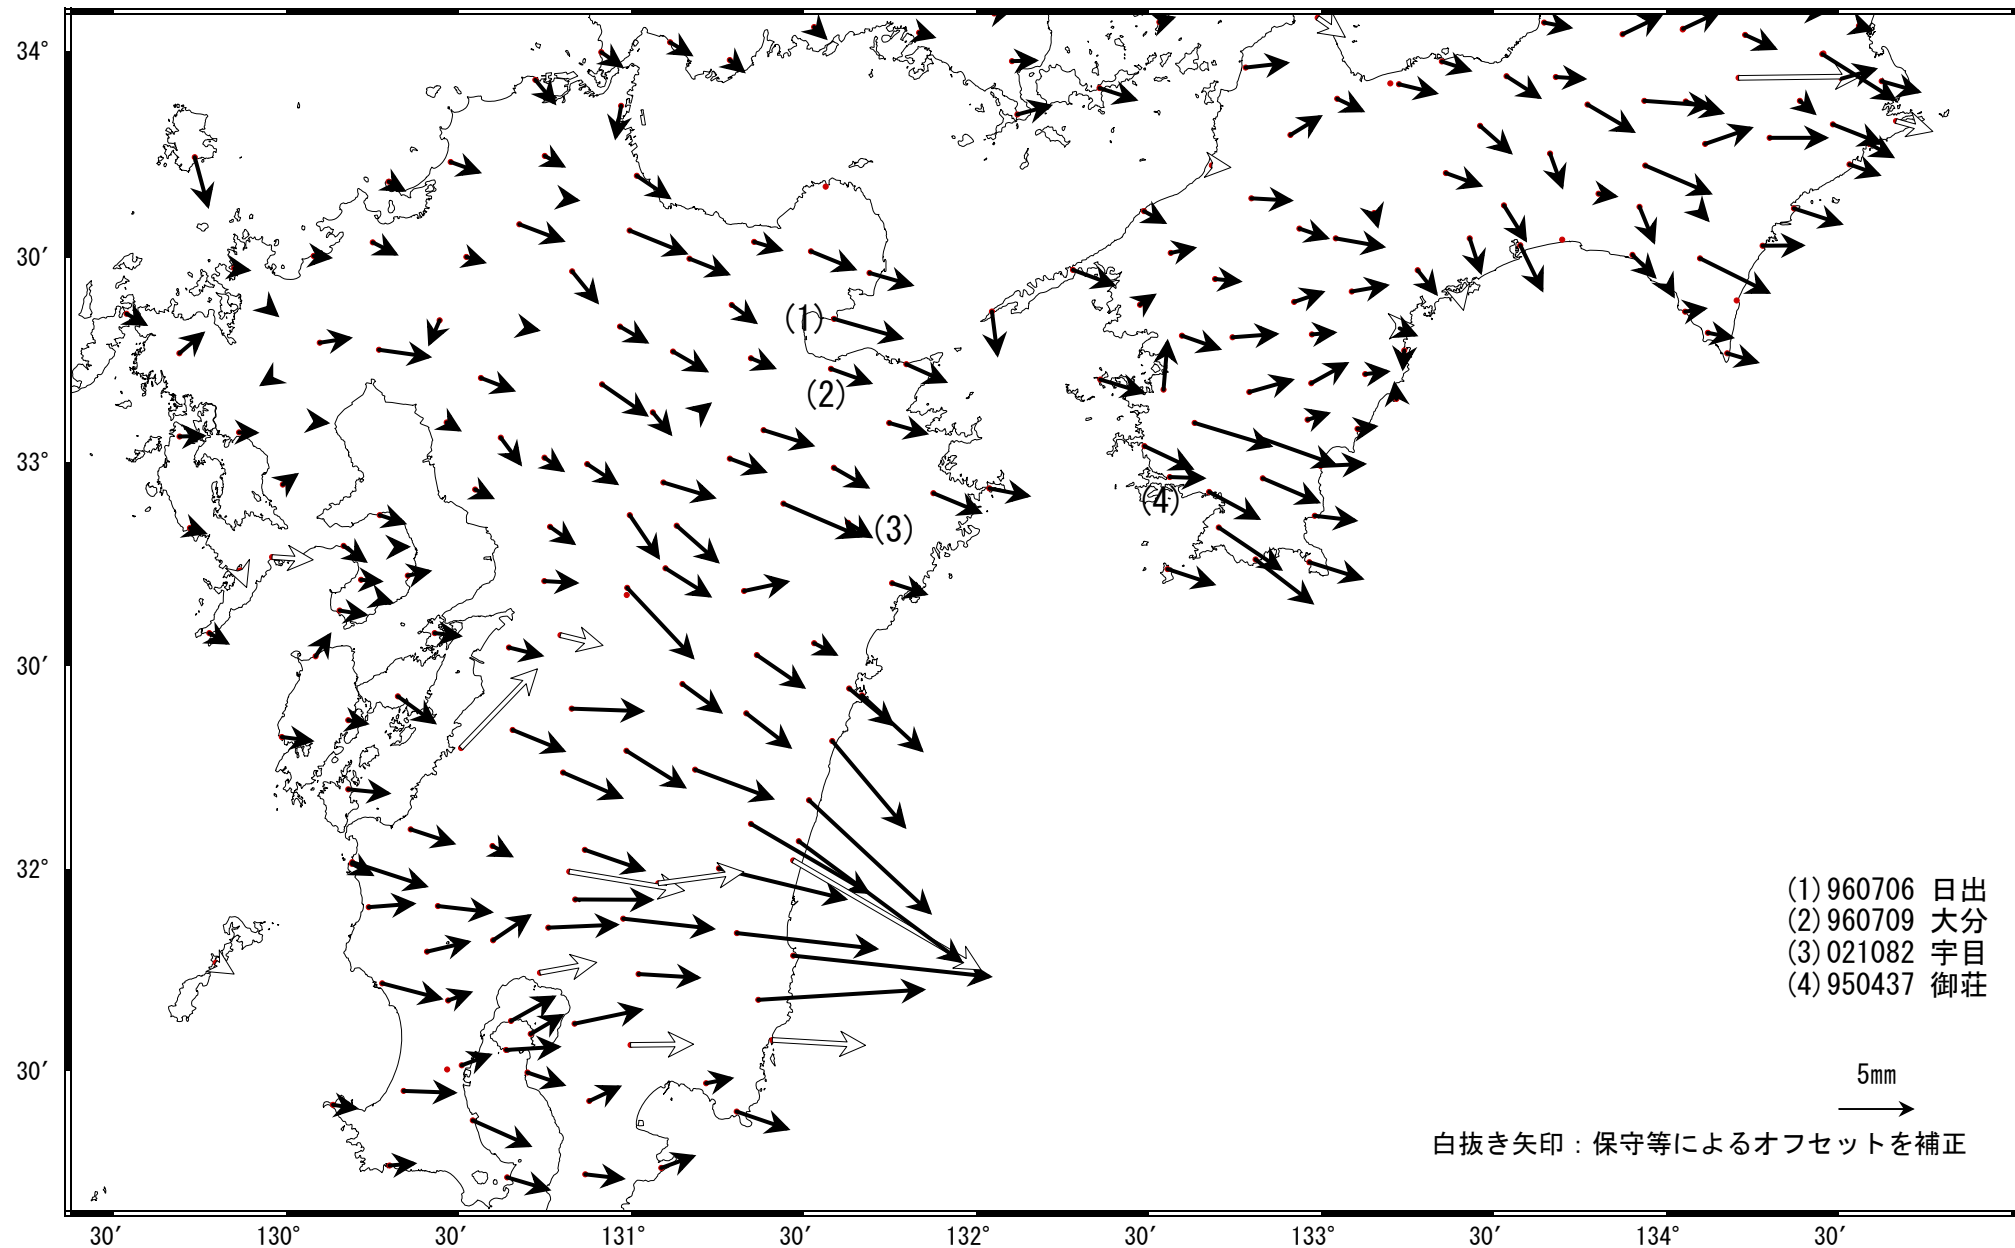 34°
30′
33°
30′
32°
30′
(1)
(2)
(3)
(4)
(1)960706 日出
(2)960709 大分
(3)021082 宇目
(4)950437 御荘
5mm
白抜き矢印：保守等によるオフセットを補正
30′ 130° 30′ 131° 30′ 132° 30′ 133° 30′ 134° 30′